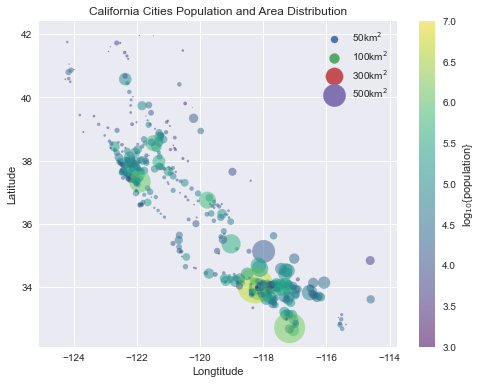 California Cities Population and Area Distribution
42
40
38
36
34
Latitude
−124
−122
−120
−118
−116
−114
Longtitude
50km²
100km²
300km²
500km²
7.0
6.5
6.0
5.5
5.0
4.5
4.0
3.5
3.0
log₁₀{population}